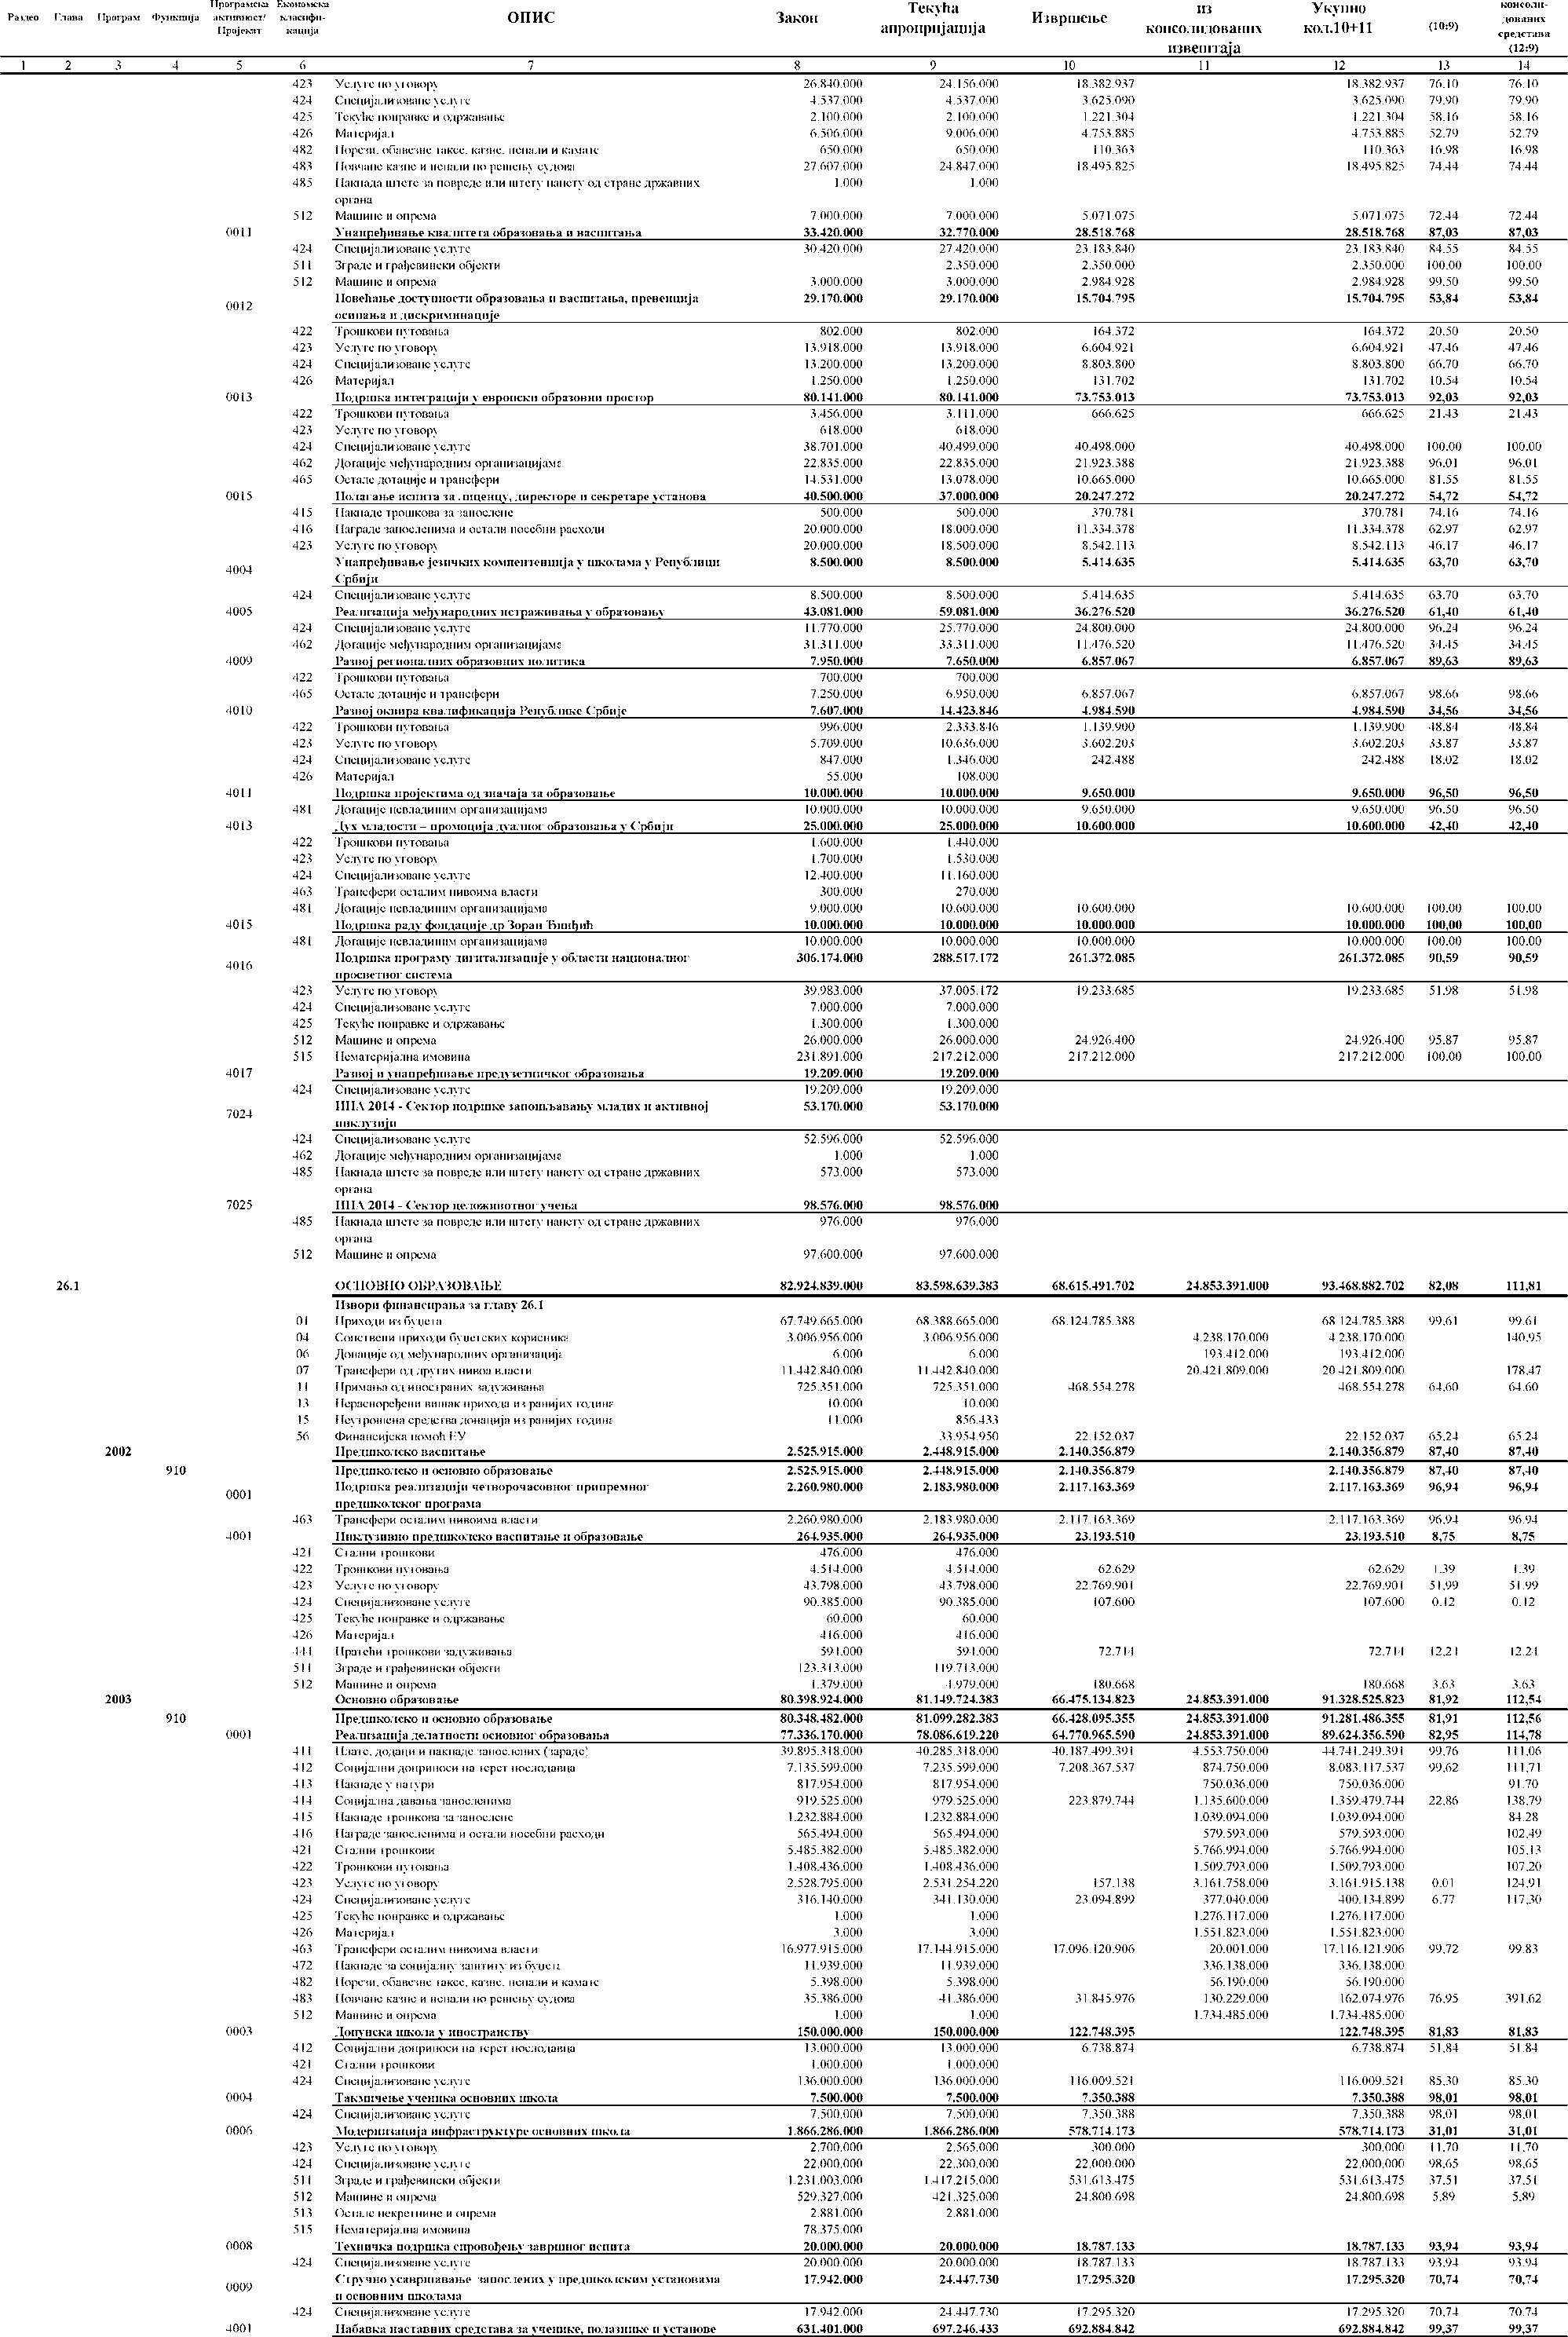 Раздео Глава Програм Функција Програмска активност/ Пројекат Економска класифи-кација ОПИС Закон Текућа апропријација Извршење из консолидованих извештаја Укупно кол.10+11 (10:9) консоли-дованих средстава (12:9)
1 2 3 4 5 6 7 8 9 10 11 12 13 14
423 Услуге по уговору 26.840.000 24.156.000 18.382.937 18.382.937 76,10 76,10
424 Специјализоване услуге 4.537.000 4.537.000 3.625.090 3.625.090 79,90 79,90
425 Текуће поправке и одржавање 2.100.000 2.100.000 1.221.304 1.221.304 58,16 58,16
426 Материјал 6.506.000 9.006.000 4.753.885 4.753.885 52,79 52,79
482 Порези, обавезне таксе, казне, пенали и камате 650.000 650.000 110.363 110.363 16,98 16,98
483 Новчане казне и пенали по решењу судова 27.607.000 24.847.000 18.495.825 18.495.825 74,44 74,44
485 Накнада штете за повреде или штету нанету од стране државних 1.000 1.000
органа
512 Машине и опрема 7.000.000 7.000.000 5.071.075 5.071.075 72,44 72,44
0011 Унапређивање квалитета образовања и васпитања 33.420.000 32.770.000 28.518.768 28.518.768 87,03 87,03
424 Специјализоване услуге 30.420.000 27.420.000 23.183.840 23.183.840 84,55 84,55
511 Зграде и грађевински објекти 2.350.000 2.350.000 2.350.000 100,00 100,00
512 Машине и опрема 3.000.000 3.000.000 2.984.928 2.984.928 99,50 99,50
0012 Повећање доступности образовања и васпитања, превенција 29.170.000 29.170.000 15.704.795 15.704.795 53,84 53,84
осипања и дискриминације
422 Трошкови путовања 802.000 802.000 164.372 164.372 20,50 20,50
423 Услуге по уговору 13.918.000 13.918.000 6.604.921 6.604.921 47,46 47,46
424 Специјализоване услуге 13.200.000 13.200.000 8.803.800 8.803.800 66,70 66,70
426 Материјал 1.250.000 1.250.000 131.702 131.702 10,54 10,54
0013 Подршка интеграцији у европски образовни простор 80.141.000 80.141.000 73.753.013 73.753.013 92,03 92,03
422 Трошкови путовања 3.456.000 3.111.000 666.625 666.625 21,43 21,43
423 Услуге по уговору 618.000 618.000
424 Специјализоване услуге 38.701.000 40.499.000 40.498.000 40.498.000 100,00 100,00
462 Дотације међународним организацијама 22.835.000 22.835.000 21.923.388 21.923.388 96,01 96,01
465 Остале дотације и трансфери 14.531.000 13.078.000 10.665.000 10.665.000 81,55 81,55
0015 Полагање испита за лиценцу, директоре и секретаре установа 40.500.000 37.000.000 20.247.272 20.247.272 54,72 54,72
415 Накнаде трошкова за запослене 500.000 500.000 370.781 370.781 74,16 74,16
416 Награде запосленима и остали посебни расходи 20.000.000 18.000.000 11.334.378 11.334.378 62,97 62,97
423 Услуге по уговору 20.000.000 18.500.000 8.542.113 8.542.113 46,17 46,17
4004 Унапређивање језичких компентенција у школама у Републици 8.500.000 8.500.000 5.414.635 5.414.635 63,70 63,70
Србији
424 Специјализоване услуге 8.500.000 8.500.000 5.414.635 5.414.635 63,70 63,70
4005 Реализација међународних истраживања у образовању 43.081.000 59.081.000 36.276.520 36.276.520 61,40 61,40
424 Специјализоване услуге 11.770.000 25.770.000 24.800.000 24.800.000 96,24 96,24
462 Дотације међународним организацијама 31.311.000 33.311.000 11.476.520 11.476.520 34,45 34,45
4009 Развој регионалних образовних политика 7.950.000 7.650.000 6.857.067 6.857.067 89,63 89,63
422 Трошкови путовања 700.000 700.000
465 Остале дотације и трансфери 7.250.000 6.950.000 6.857.067 6.857.067 98,66 98,66
4010 Развој оквира квалификација Републике Србије 7.607.000 14.423.846 4.984.590 4.984.590 34,56 34,56
422 Трошкови путовања 996.000 2.333.846 1.139.900 1.139.900 48,84 48,84
423 Услуге по уговору 5.709.000 10.636.000 3.602.203 3.602.203 33,87 33,87
424 Специјализоване услуге 847.000 1.346.000 242.488 242.488 18,02 18,02
426 Материјал 55.000 108.000
4011 Подршка пројектима од значаја за образовање 10.000.000 10.000.000 9.650.000 9.650.000 96,50 96,50
481 Дотације невладиним организацијама 10.000.000 10.000.000 9.650.000 9.650.000 96,50 96,50
4013 Дух младости – промоција дуалног образовања у Србији 25.000.000 25.000.000 10.600.000 10.600.000 42,40 42,40
422 Трошкови путовања 1.600.000 1.440.000
423 Услуге по уговору 1.700.000 1.530.000
424 Специјализоване услуге 12.400.000 11.160.000
463 Трансфери осталим нивоима власти 300.000 270.000
481 Дотације невладиним организацијама 9.000.000 10.600.000 10.600.000 10.600.000 100,00 100,00
4015 Подршка раду фондације др Зоран Ђинђић 10.000.000 10.000.000 10.000.000 10.000.000 100,00 100,00
481 Дотације невладиним организацијама 10.000.000 10.000.000 10.000.000 10.000.000 100,00 100,00
4016 Подршка програму дигитализације у области националног 306.174.000 288.517.172 261.372.085 261.372.085 90,59 90,59
просветног система
423 Услуге по уговору 39.983.000 37.005.172 19.233.685 19.233.685 51,98 51,98
424 Специјализоване услуге 7.000.000 7.000.000
425 Текуће поправке и одржавање 1.300.000 1.300.000
512 Машине и опрема 26.000.000 26.000.000 24.926.400 24.926.400 95,87 95,87
515 Нематеријална имовина 231.891.000 217.212.000 217.212.000 217.212.000 100,00 100,00
4017 Развој и унапређивање предузетничког образовања 19.209.000 19.209.000
424 Специјализоване услуге 19.209.000 19.209.000
7024 ИПА 2014 - Сектор подршке запошљавању младих и активној 53.170.000 53.170.000
инклузији
424 Специјализоване услуге 52.596.000 52.596.000
462 Дотације међународним организацијама 1.000 1.000
485 Накнада штете за повреде или штету нанету од стране државних 573.000 573.000
органа
7025 ИПА 2014 - Сектор целоживотног учења 98.576.000 98.576.000
485 Накнада штете за повреде или штету нанету од стране државних 976.000 976.000
органа
512 Машине и опрема 97.600.000 97.600.000
26.1 ОСНОВНО ОБРАЗОВАЊЕ 82.924.839.000 83.598.639.383 68.615.491.702 24.853.391.000 93.468.882.702 82,08 111,81
Извори финансирања за главу 26.1
01 Приходи из буџета 67.749.665.000 68.388.665.000 68.124.785.388 68.124.785.388 99,61 99,61
04 Сопствени приходи буџетских корисника 3.006.956.000 3.006.956.000 4.238.170.000 4.238.170.000 140,95
06 Донације од међународних организација 6.000 6.000 193.412.000 193.412.000
07 Трансфери од других нивоа власти 11.442.840.000 11.442.840.000 20.421.809.000 20.421.809.000 178,47
11 Примања од иностраних задуживања 725.351.000 725.351.000 468.554.278 468.554.278 64,60 64,60
13 Нераспоређени вишак прихода из ранијих година 10.000 10.000
15 Неутрошена средства донација из ранијих година 11.000 856.433
56 Финансијска помоћ ЕУ 33.954.950 22.152.037 22.152.037 65,24 65,24
2002 Предшколско васпитање 2.525.915.000 2.448.915.000 2.140.356.879 2.140.356.879 87,40 87,40
910 Предшколско и основно образовање 2.525.915.000 2.448.915.000 2.140.356.879 2.140.356.879 87,40 87,40
0001 Подршка реализацији четворочасовног припремног 2.260.980.000 2.183.980.000 2.117.163.369 2.117.163.369 96,94 96,94
предшколског програма
463 Трансфери осталим нивоима власти 2.260.980.000 2.183.980.000 2.117.163.369 2.117.163.369 96,94 96,94
4001 Инклузивно предшколско васпитање и образовање 264.935.000 264.935.000 23.193.510 23.193.510 8,75 8,75
421 Стални трошкови 476.000 476.000
422 Трошкови путовања 4.514.000 4.514.000 62.629 62.629 1,39 1,39
423 Услуге по уговору 43.798.000 43.798.000 22.769.901 22.769.901 51,99 51,99
424 Специјализоване услуге 90.385.000 90.385.000 107.600 107.600 0,12 0,12
425 Текуће поправке и одржавање 60.000 60.000
426 Материјал 416.000 416.000
444 Пратећи трошкови задуживања 594.000 594.000 72.714 72.714 12,24 12,24
511 Зграде и грађевински објекти 123.313.000 119.713.000
512 Машине и опрема 1.379.000 4.979.000 180.668 180.668 3,63 3,63
2003 Основно образовање 80.398.924.000 81.149.724.383 66.475.134.823 24.853.391.000 91.328.525.823 81,92 112,54
910 Предшколско и основно образовање 80.348.482.000 81.099.282.383 66.428.095.355 24.853.391.000 91.281.486.355 81,91 112,56
0001 Реализација делатности основног образовања 77.336.170.000 78.086.619.220 64.770.965.590 24.853.391.000 89.624.356.590 82,95 114,78
411 Плате, додаци и накнаде запослених (зараде) 39.895.318.000 40.285.318.000 40.187.499.391 4.553.750.000 44.741.249.391 99,76 111,06
412 Социјални доприноси на терет послодавца 7.135.599.000 7.235.599.000 7.208.367.537 874.750.000 8.083.117.537 99,62 111,71
413 Накнаде у натури 817.954.000 817.954.000 750.036.000 750.036.000 91,70
414 Социјална давања запосленима 919.525.000 979.525.000 223.879.744 1.135.600.000 1.359.479.744 22,86 138,79
415 Накнаде трошкова за запослене 1.232.884.000 1.232.884.000 1.039.094.000 1.039.094.000 84,28
416 Награде запосленима и остали посебни расходи 565.494.000 565.494.000 579.593.000 579.593.000 102,49
421 Стални трошкови 5.485.382.000 5.485.382.000 5.766.994.000 5.766.994.000 105,13
422 Трошкови путовања 1.408.436.000 1.408.436.000 1.509.793.000 1.509.793.000 107,20
423 Услуге по уговору 2.528.795.000 2.531.254.220 157.138 3.161.758.000 3.161.915.138 0,01 124,91
424 Специјализоване услуге 316.140.000 341.130.000 23.094.899 377.040.000 400.134.899 6,77 117,30
425 Текуће поправке и одржавање 1.000 1.000 1.276.117.000 1.276.117.000
426 Материјал 3.000 3.000 1.551.823.000 1.551.823.000
463 Трансфери осталим нивоима власти 16.977.915.000 17.144.915.000 17.096.120.906 20.001.000 17.116.121.906 99,72 99,83
472 Накнаде за социјалну заштиту из буџета 11.939.000 11.939.000 336.138.000 336.138.000
482 Порези, обавезне таксе, казне, пенали и камате 5.398.000 5.398.000 56.190.000 56.190.000
483 Новчане казне и пенали по решењу судова 35.386.000 41.386.000 31.845.976 130.229.000 162.074.976 76,95 391,62
512 Машине и опрема 1.000 1.000 1.734.485.000 1.734.485.000
0003 Допунска школа у иностранству 150.000.000 150.000.000 122.748.395 122.748.395 81,83 81,83
412 Социјални доприноси на терет послодавца 13.000.000 13.000.000 6.738.874 6.738.874 51,84 51,84
421 Стални трошкови 1.000.000 1.000.000
424 Специјализоване услуге 136.000.000 136.000.000 116.009.521 116.009.521 85,30 85,30
0004 Такмичење ученика основних школа 7.500.000 7.500.000 7.350.388 7.350.388 98,01 98,01
424 Специјализоване услуге 7.500.000 7.500.000 7.350.388 7.350.388 98,01 98,01
0006 Модернизација инфраструктуре основних школа 1.866.286.000 1.866.286.000 578.714.173 578.714.173 31,01 31,01
423 Услуге по уговору 2.700.000 2.565.000 300.000 300.000 11,70 11,70
424 Специјализоване услуге 22.000.000 22.300.000 22.000.000 22.000.000 98,65 98,65
511 Зграде и грађевински објекти 1.231.003.000 1.417.215.000 531.613.475 531.613.475 37,51 37,51
512 Машине и опрема 529.327.000 421.325.000 24.800.698 24.800.698 5,89 5,89
513 Остале некретнине и опрема 2.881.000 2.881.000
515 Нематеријална имовина 78.375.000
0008 Техничка подршка спровођењу завршног испита 20.000.000 20.000.000 18.787.133 18.787.133 93,94 93,94
424 Специјализоване услуге 20.000.000 20.000.000 18.787.133 18.787.133 93,94 93,94
0009 Стручно усавршавање запослених у предшколским установама 17.942.000 24.447.730 17.295.320 17.295.320 70,74 70,74
и основним школама
424 Специјализоване услуге 17.942.000 24.447.730 17.295.320 17.295.320 70,74 70,74
4001 Набавка наставних средстава за ученике, полазнике и установе 631.401.000 697.246.433 692.884.842 692.884.842 99,37 99,37